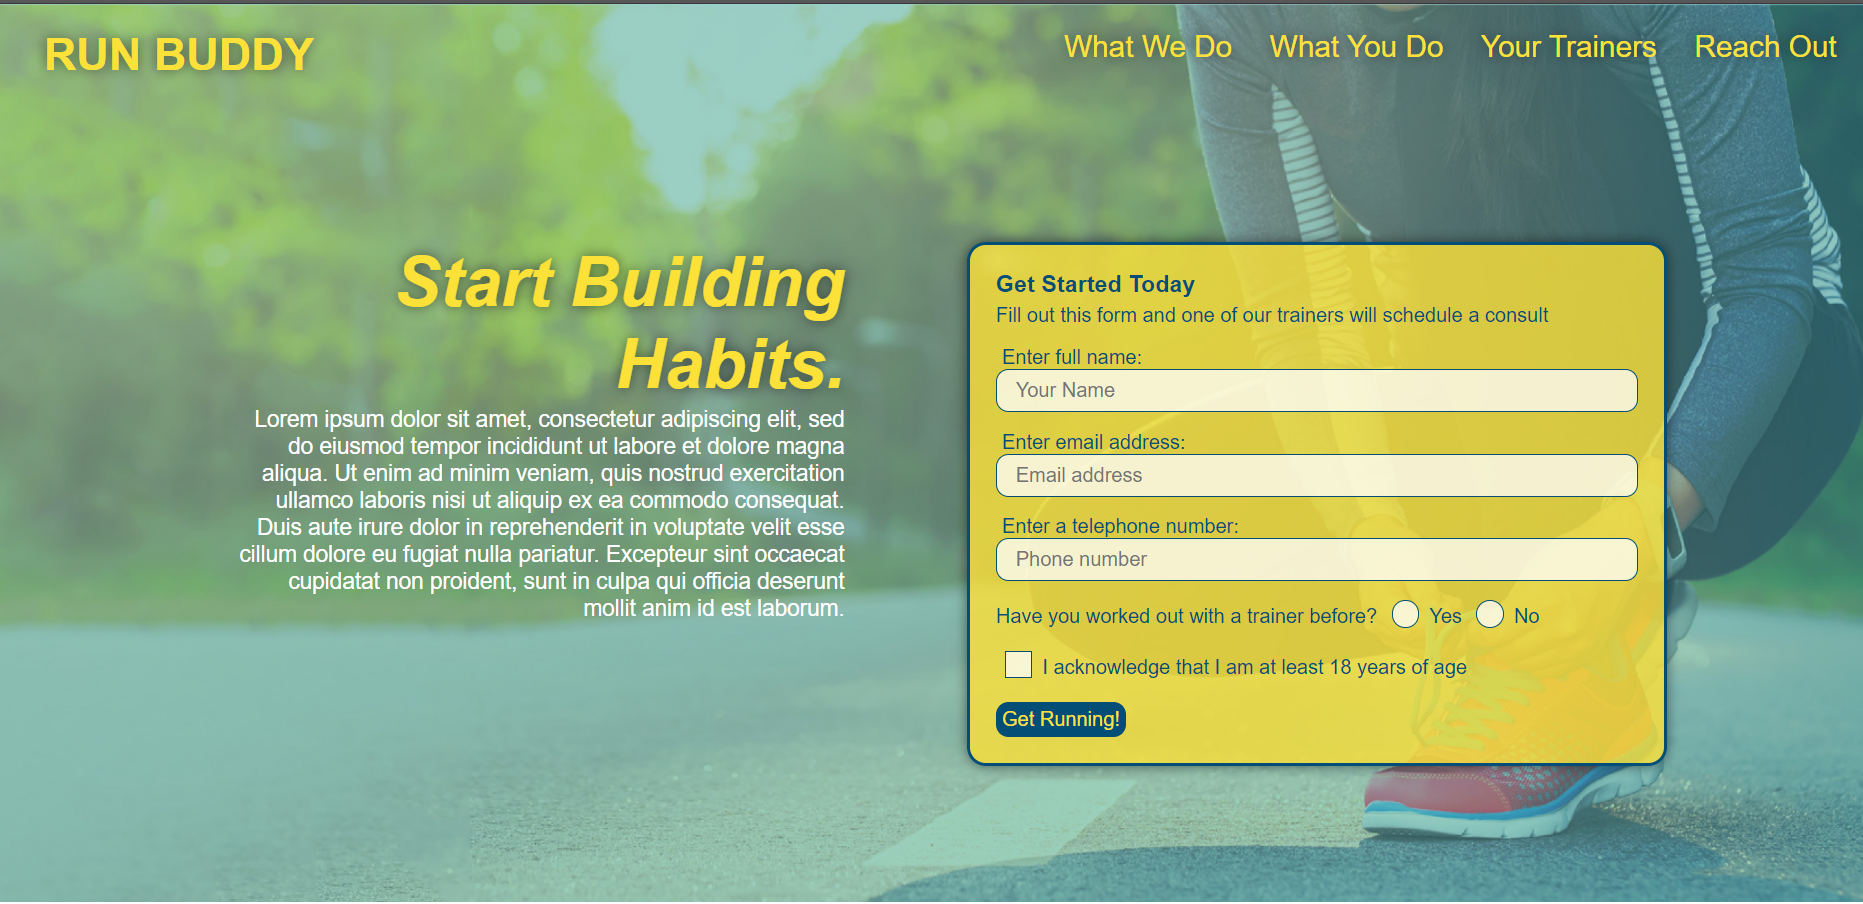 RUN BUDDY
What We Do What You Do Your Trainers Reach Out
Start Building
Habits.
Lorem ipsum dolor sit amet, consectetur adipiscing elit, sed
do eiusmod tempor incididunt ut labore et dolore magna
aliqua. Ut enim ad minim veniam, quis nostrud exercitation
ullamco laboris nisi ut aliquip ex ea commodo consequat.
Duis aute irure dolor in reprehenderit in voluptate velit esse
cillum dolore eu fugiat nulla pariatur. Excepteur sint occaecat
cupidatat non proident, sunt in culpa qui officia deserunt
mollit anim id est laborum.
Get Started Today
Fill out this form and one of our trainers will schedule a consult
Enter full name:
Your Name
Enter email address:
Email address
Enter a telephone number:
Phone number
Have you worked out with a trainer before? Yes No
I acknowledge that I am at least 18 years of age
Get Running!